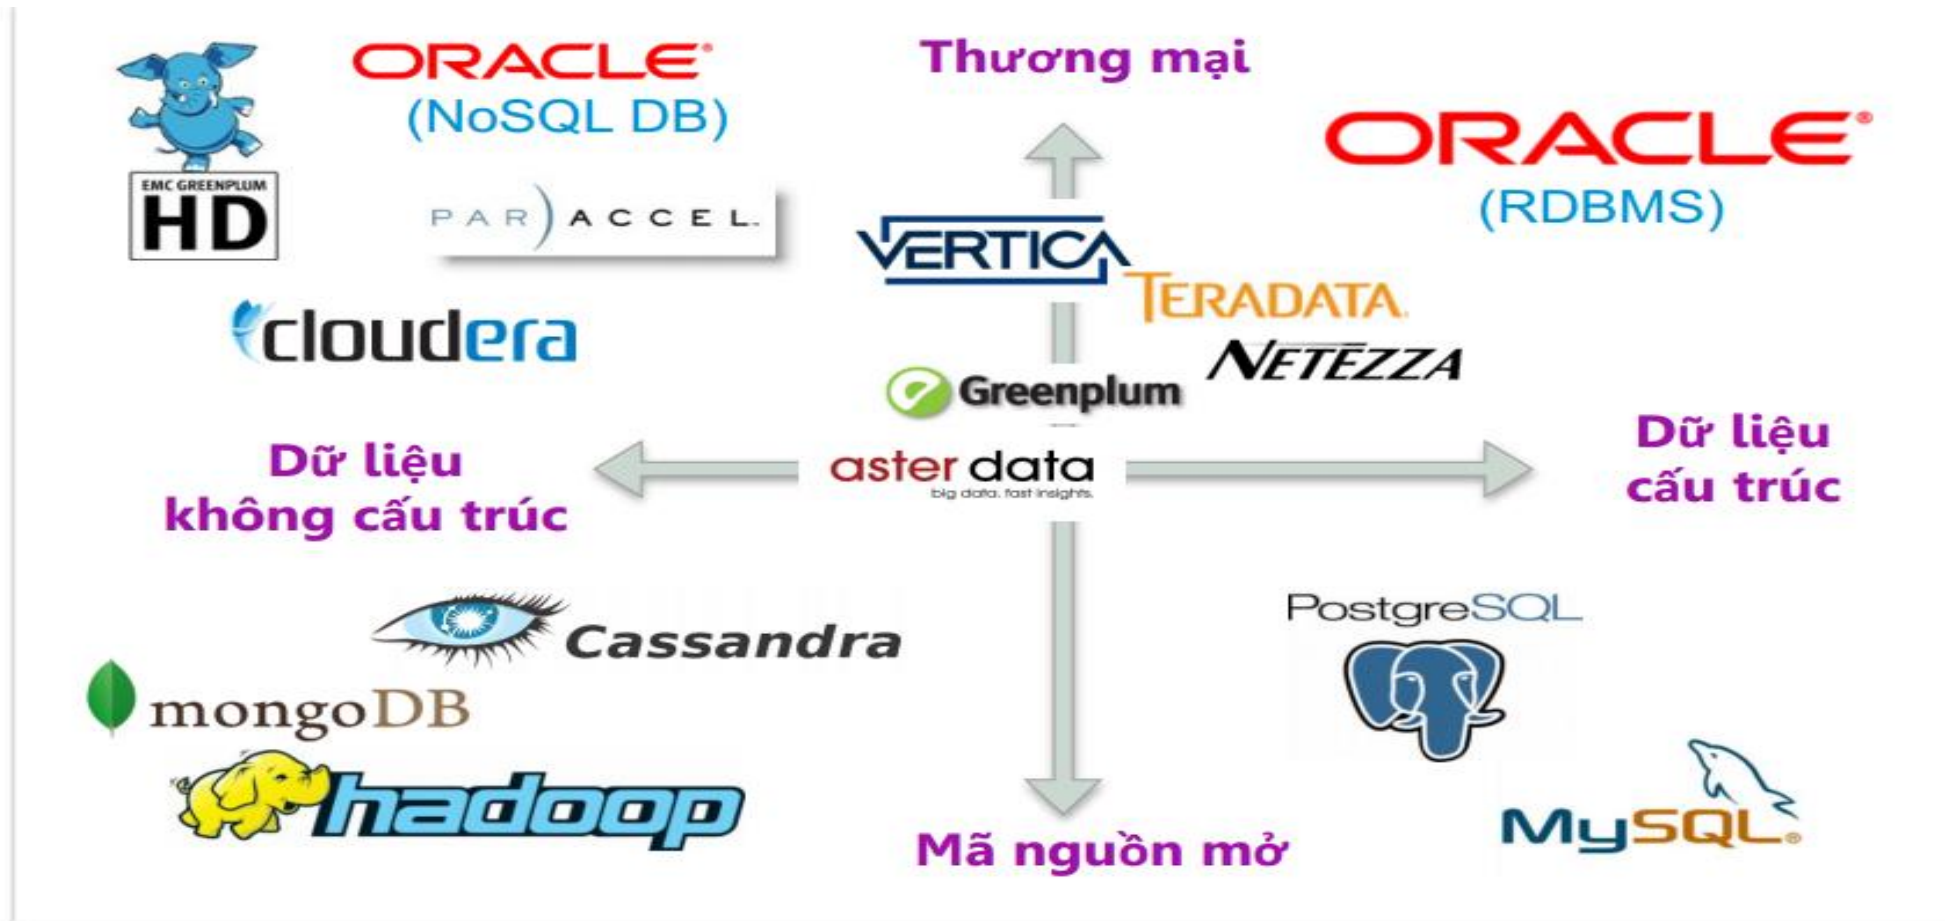 ORACLE®
(NoSQL DB)
EMC GREENPLUM
HD
PARACCEL.
cloudera
Thương mại
ORACLE®
(RDBMS)
VERTICA
TERADATA.
NETEZZA
Greenplum
Dữ liệu
không cấu trúc
aster data
big data. fast insights.
Dữ liệu
cấu trúc
Cassandra
mongoDB
hadoop
PostgreSQL
MySQL®
Mã nguồn mở